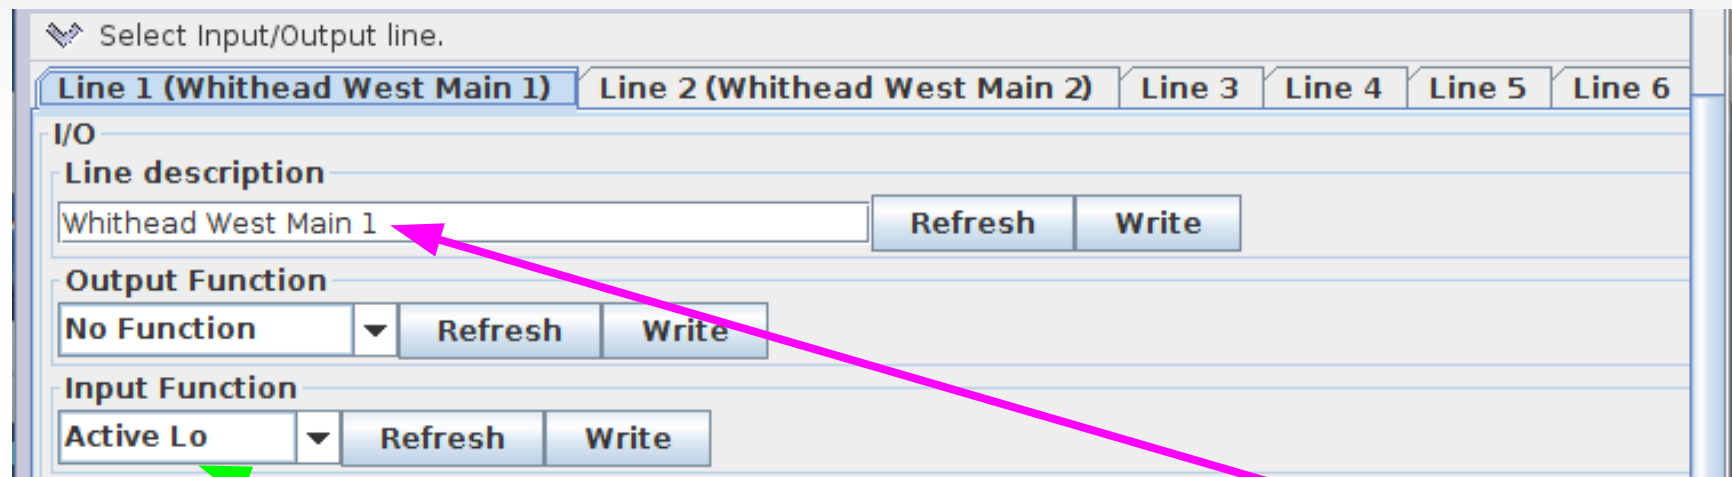 Select Input/Output line.
Line 1 (Whithead West Main 1) Line 2 (Whithead West Main 2) Line 3 Line 4 Line 5 Line 6
I/O
Line description
Whithead West Main 1 Refresh Write
Output Function
No Function Refresh Write
Input Function
Active Lo Refresh Write